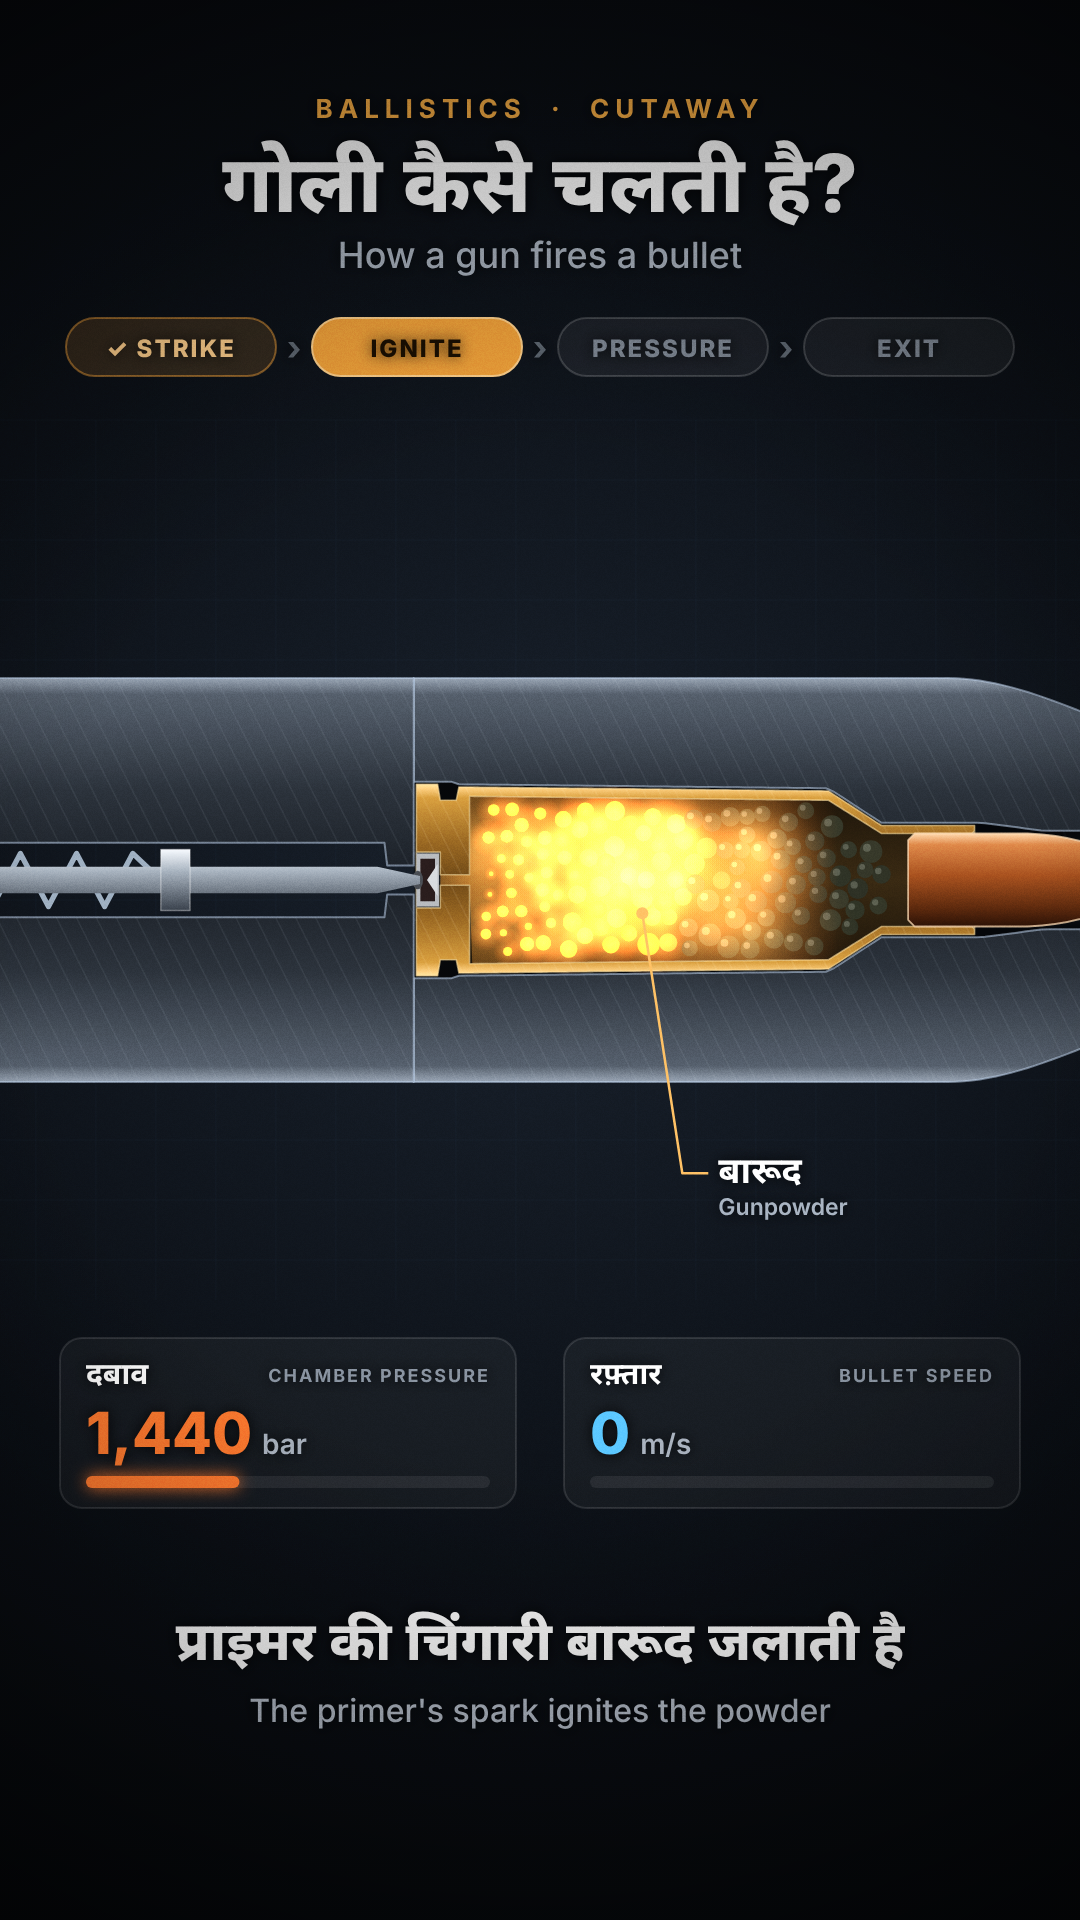 BALLISTICS · CUTAWAY
गोली कैसे चलती है?
How a gun fires a bullet
✓ STRIKE › IGNITE › PRESSURE › EXIT
बारूद
Gunpowder
दबाव CHAMBER PRESSURE
1,440 bar
रफ़्तार BULLET SPEED
0 m/s
प्राइमर की चिंगारी बारूद जलाती है
The primer's spark ignites the powder